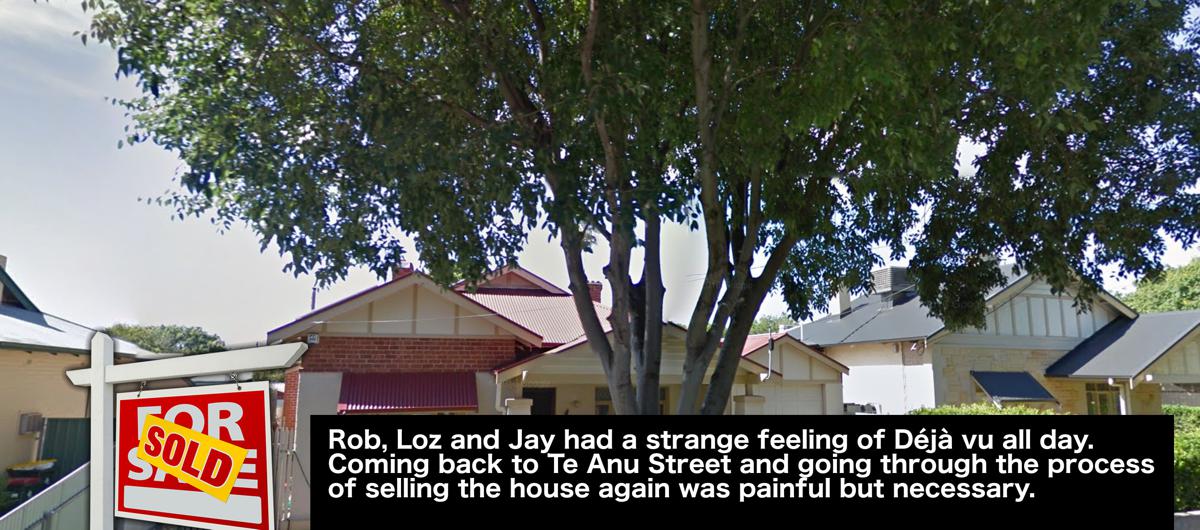 FOR
SOLD
SALE
Rob, Loz and Jay had a strange feeling of Déjà vu all day.
Coming back to Te Anu Street and going through the process
of selling the house again was painful but necessary.